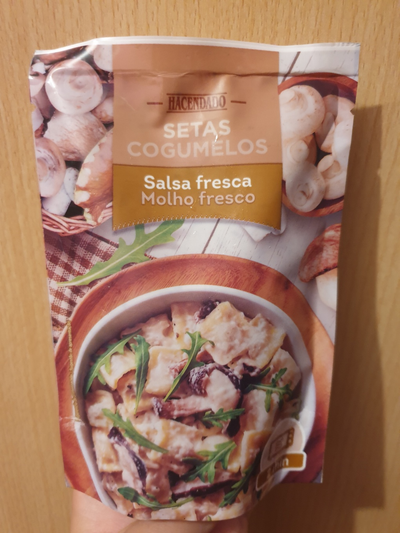 HACENDADO
SETAS
COGUMELOS
Salsa fresca
Molho fresco